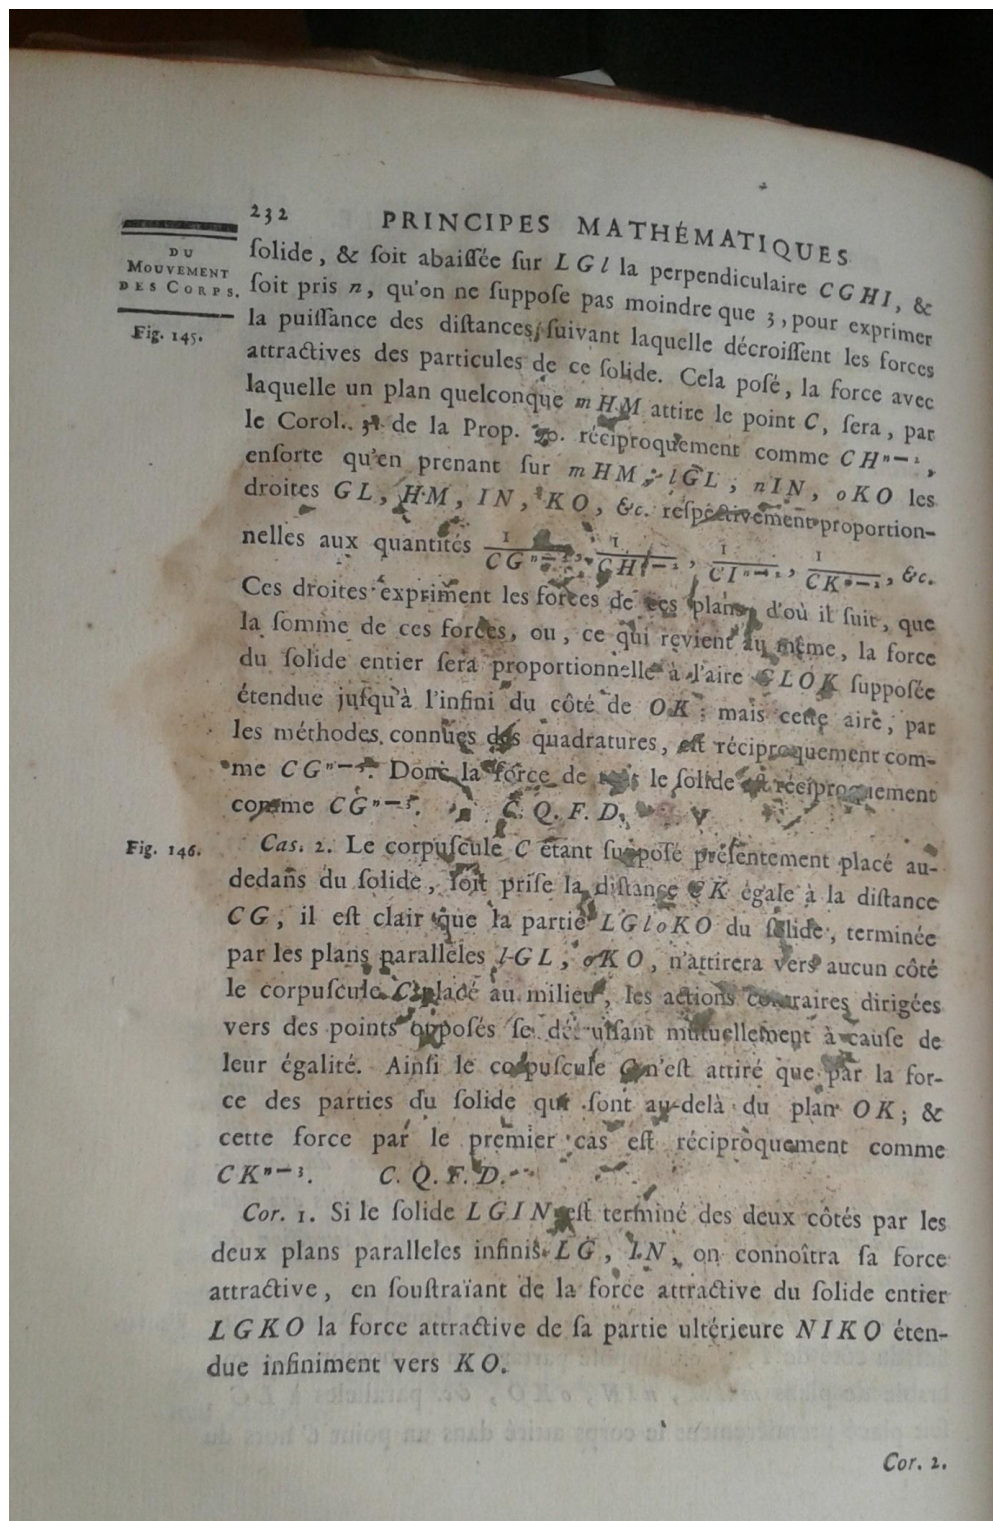 232 PRINCIPES MATHÉMATIQUES
DU
MOUVEMENT
DES CORPS.
Fig. 145.
ſolide, & ſoit abaiſſée ſur LGl la perpendiculaire CGHI, &
ſoit pris n, qu'on ne ſuppoſe pas moindre que 3, pour exprimer
la puiſſance des diſtances, ſuivant laquelle décroiſſent les forces
attractives des particules de ce ſolide. Cela poſé, la force avec
laquelle un plan quelconque mHM attire le point C, ſera, par
le Corol. de la Prop. réciproquement comme CHⁿ⁻²,
enſorte qu'en prenant ſur mHM, lGL, nIN, oKO les
droites GL, HM, IN, KO, &c. reſpectivement proportion-
nelles aux quantités 1/CGⁿ⁻², 1/CHⁿ⁻², 1/CIⁿ⁻², 1/CKⁿ⁻², &c.
Ces droites expriment les forces de ces plans, d'où il ſuit, que
la ſomme de ces forces, ou, ce qui revient au même, la force
du ſolide entier ſera proportionnelle à l'aire GLOK ſuppoſée
étendue juſqu'à l'infini du côté de OK; mais cette aire, par
les méthodes connues des quadratures, eſt réciproquement com-
me CGⁿ⁻³. Donc la force de tout le ſolide eſt réciproquement
comme CGⁿ⁻³. C. Q. F. D.
Fig. 146.
Cas. 2. Le corpuſcule C étant ſuppoſé préſentement placé au-
dedans du ſolide, ſoit priſe la diſtance CK égale à la diſtance
CG, il eſt clair que la partie LGloKO du ſolide, terminée
par les plans paralleles lGL, oKO, n'attirera vers aucun côté
le corpuſcule C placé au milieu, les actions contraires dirigées
vers des points oppoſés ſe détruiſant mutuellement à cauſe de
leur égalité. Ainſi le corpuſcule C n'eſt attiré que par la for-
ce des parties du ſolide qui ſont au-delà du plan OK; &
cette force par le premier cas eſt réciproquement comme
CKⁿ⁻³. C. Q. F. D.
Cor. 1. Si le ſolide LGIN eſt terminé des deux côtés par les
deux plans paralleles infinis LG, IN, on connoîtra ſa force
attractive, en ſouſtraïant de la force attractive du ſolide entier
LGKO la force attractive de ſa partie ultérieure NIKO éten-
due infiniment vers KO.
Cor. 2.